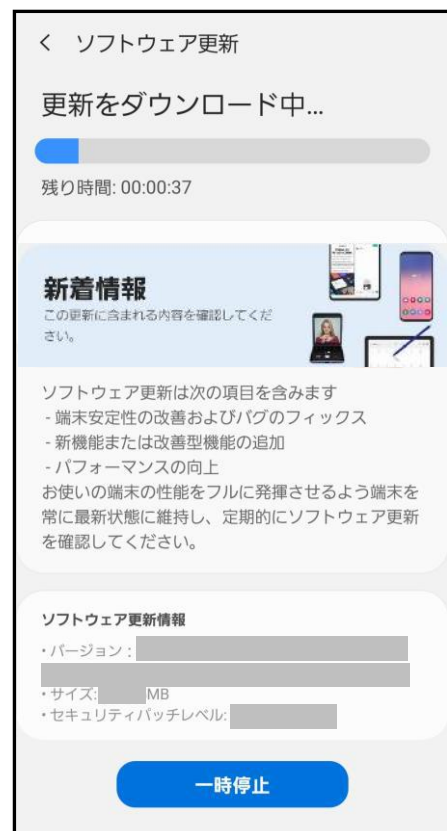 ソフトウェア更新
更新をダウンロード中...
残り時間: 00:00:37
新着情報
この更新に含まれる内容を確認してくだ
さい。
ソフトウェア更新は次の項目を含みます
- 端末安定性の改善およびバグのフィックス
- 新機能または改善型機能の追加
- パフォーマンスの向上
お使いの端末の性能をフルに発揮させるよう端末を
常に最新状態に維持し、定期的にソフトウェア更新
を確認してください。
ソフトウェア更新情報
・バージョン :
・サイズ: MB
・セキュリティパッチレベル:
一時停止